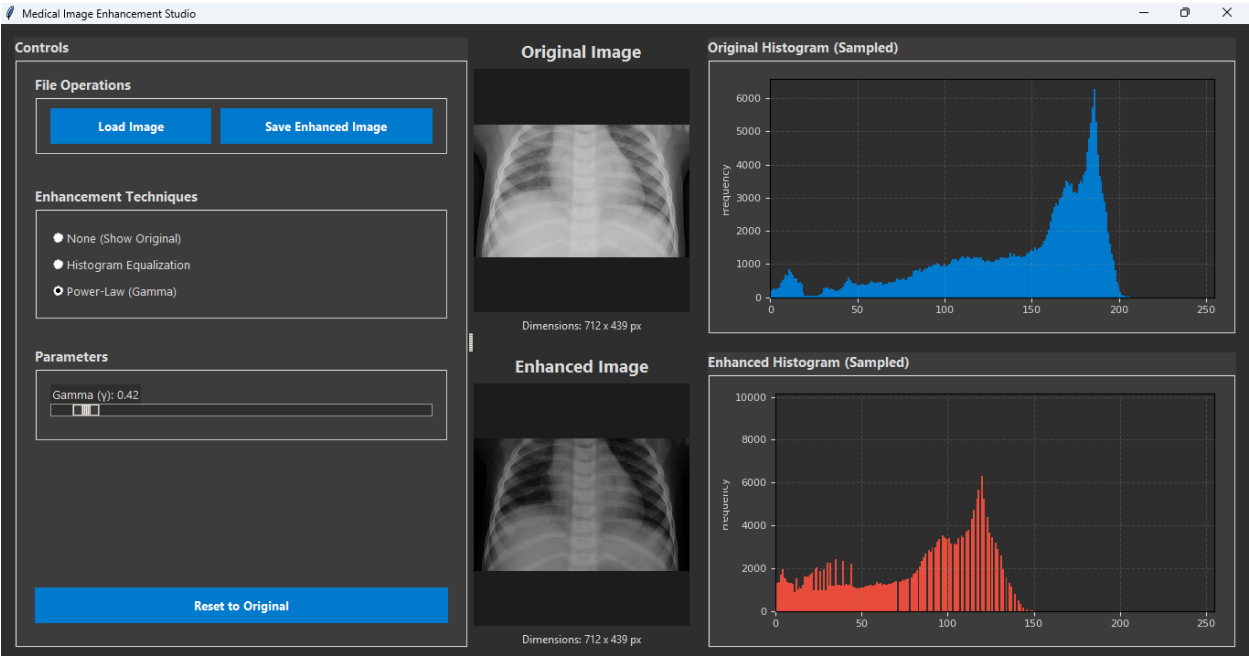 Medical Image Enhancement Studio
Controls
File Operations
Load Image
Save Enhanced Image
Enhancement Techniques
None (Show Original)
Histogram Equalization
Power-Law (Gamma)
Parameters
Gamma (γ): 0.42
Reset to Original
Original Image
Dimensions: 712 x 439 px
Enhanced Image
Dimensions: 712 x 439 px
Original Histogram (Sampled)
Frequency
6000
5000
4000
3000
2000
1000
0
0 50 100 150 200 250
Enhanced Histogram (Sampled)
Frequency
10000
8000
6000
4000
2000
0
0 50 100 150 200 250